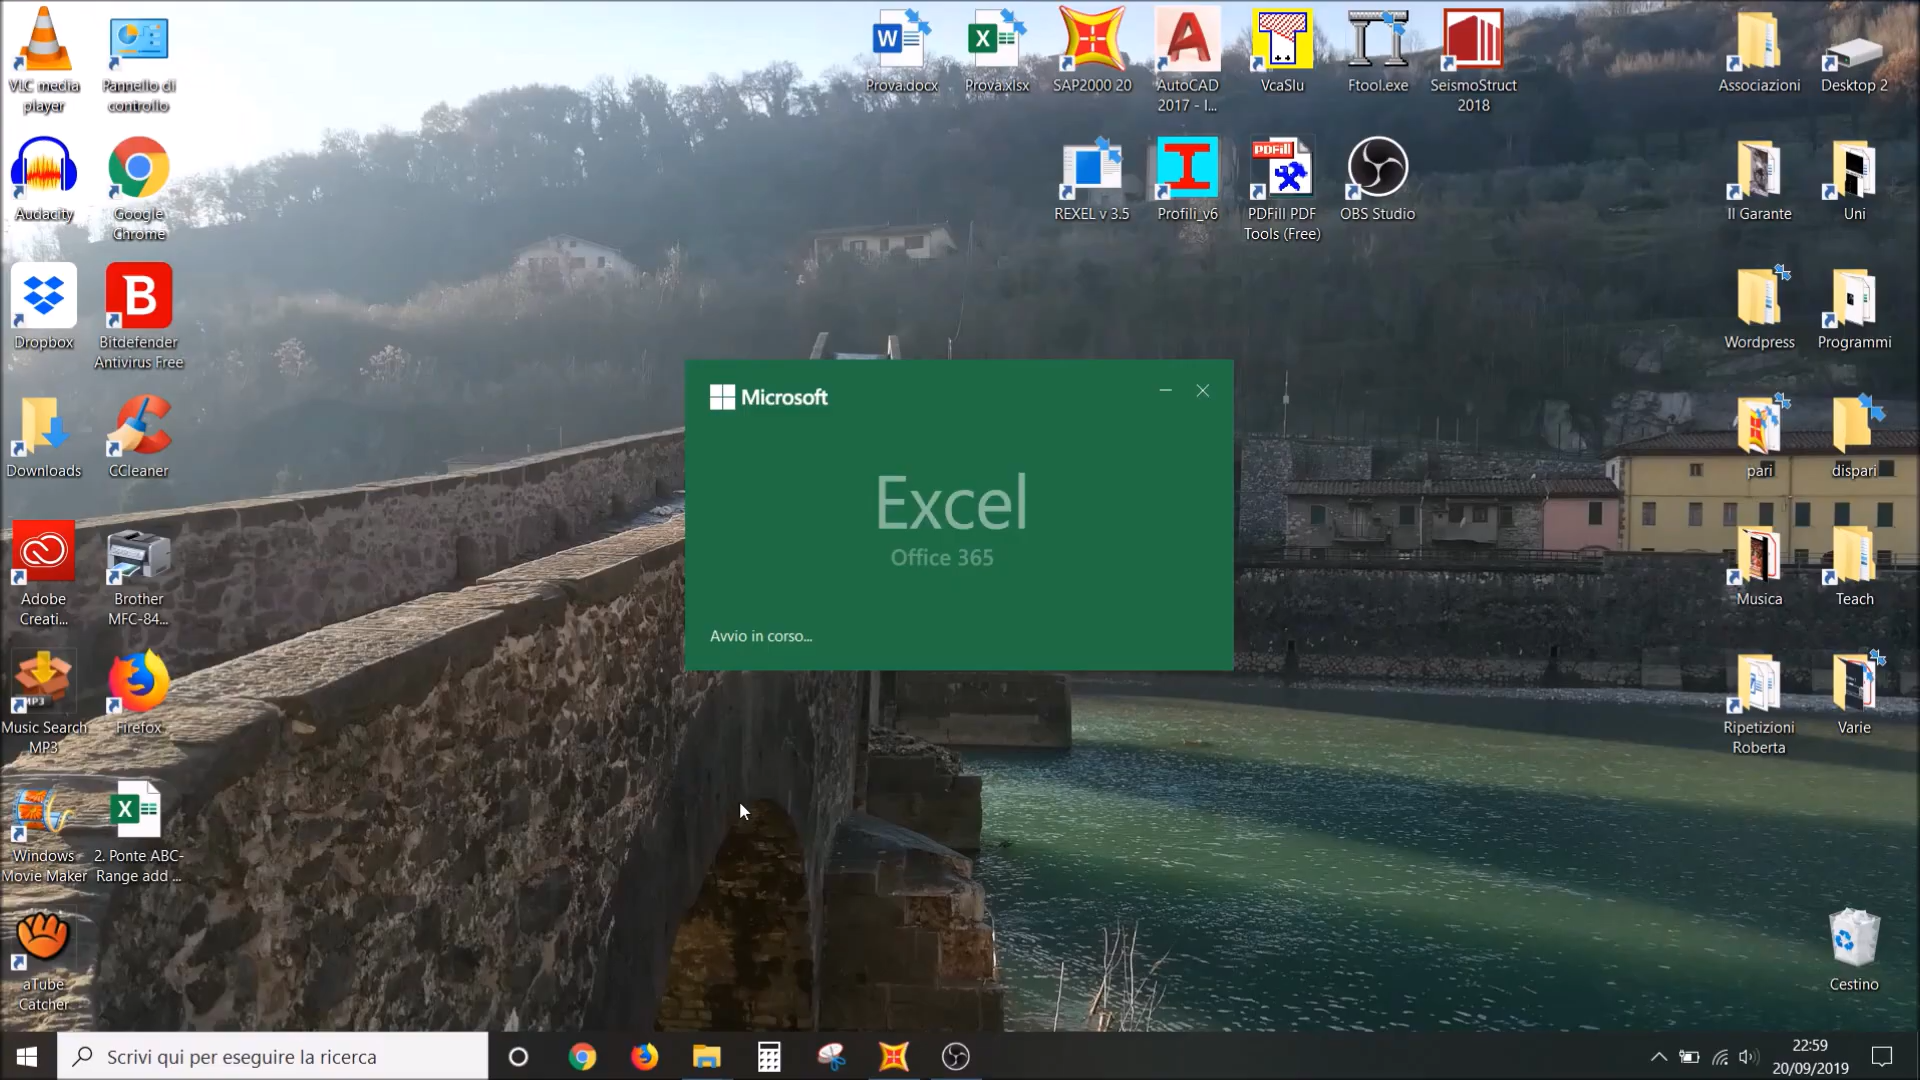 VLC media
player
Pannello di
controllo
Prova.docx
Prova.xlsx
SAP2000 20
AutoCAD
2017 - I...
VcaSlu
Ftool.exe
SeismoStruct
2018
Associazioni
Desktop 2
Audacity
Google
Chrome
REXEL v 3.5
Profili_v6
PDFill
PDFill PDF
Tools (Free)
OBS Studio
Il Garante
Uni
Dropbox
Bitdefender
Antivirus Free
Wordpress
Programmi
Microsoft
Excel
Office 365
Avvio in corso...
Downloads
CCleaner
pari
dispari
Adobe
Creati...
Brother
MFC-84...
Musica
Teach
MP3
Music Search
MP3
Firefox
Ripetizioni
Roberta
Varie
Windows
Movie Maker
2. Ponte ABC-
Range add ...
aTube
Catcher
Cestino
Scrivi qui per eseguire la ricerca
22:59
20/09/2019